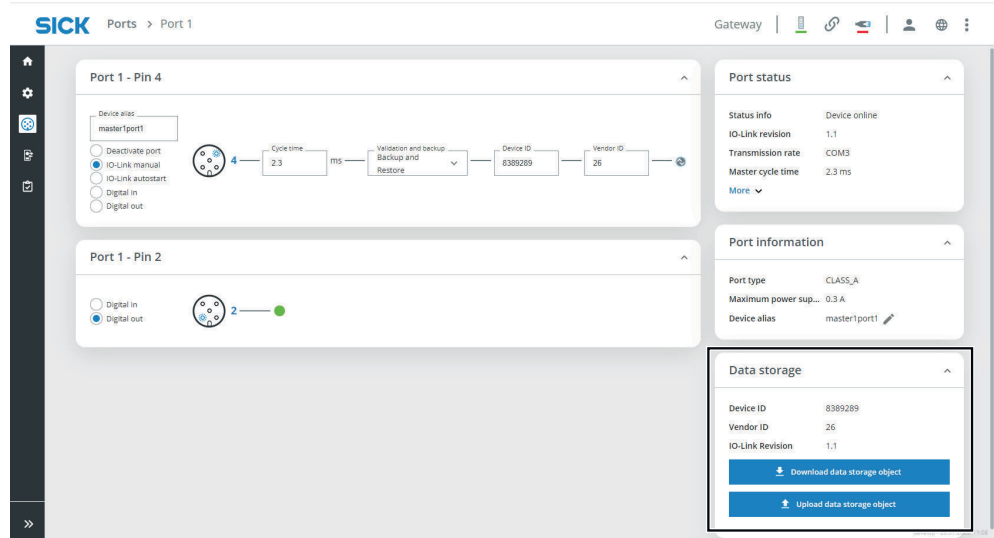 SICK Ports > Port 1
Gateway
Port 1 - Pin 4
Device alias
master1port1
Deactivate port
IO-Link manual
IO-Link autostart
Digital in
Digital out
4
Cycle time
2.3
ms
Validation and backup
Backup and
Restore
Device ID
8389289
Vendor ID
26
Port 1 - Pin 2
Digital in
Digital out
2
Port status
Status info Device online
IO-Link revision 1.1
Transmission rate COM3
Master cycle time 2.3 ms
More
Port information
Port type CLASS_A
Maximum power sup... 0.3 A
Device alias master1port1
Data storage
Device ID 8389289
Vendor ID 26
IO-Link Revision 1.1
Download data storage object
Upload data storage object